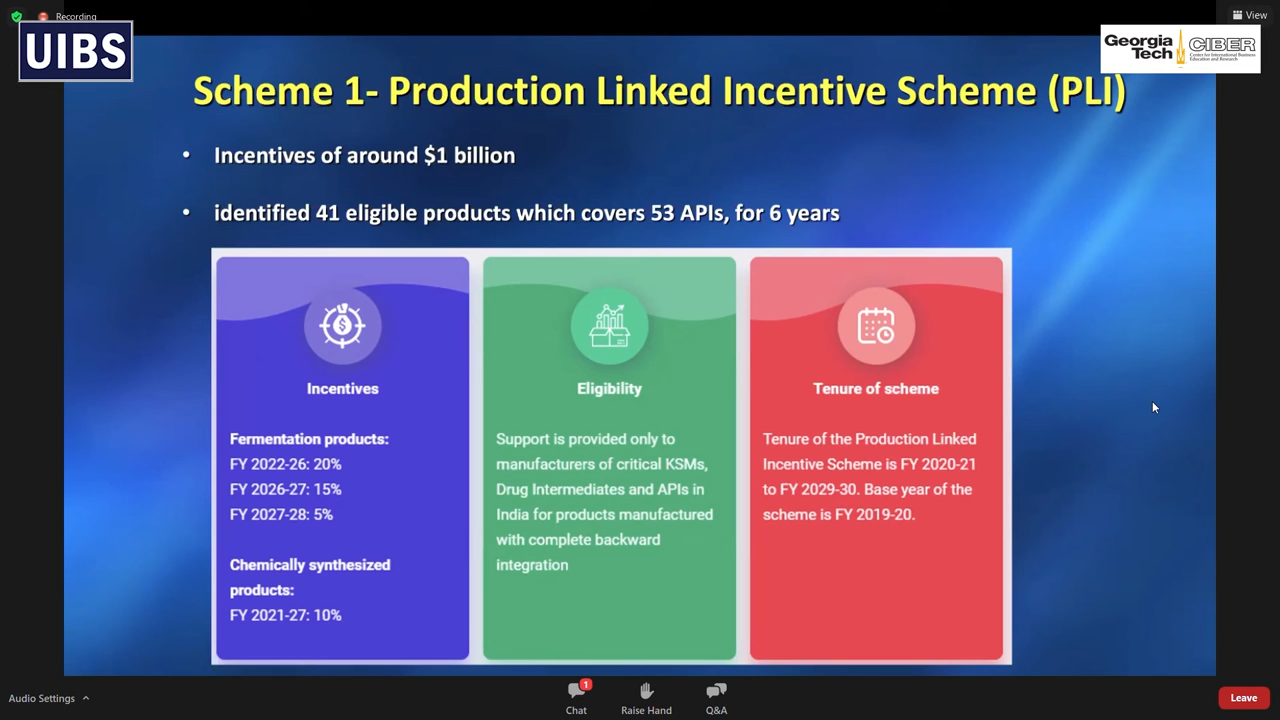 Recording
View
UIBS
Georgia Tech
CIBER
Center for International Business
Education and Research
Scheme 1- Production Linked Incentive Scheme (PLI)
• Incentives of around $1 billion
• identified 41 eligible products which covers 53 APIs, for 6 years
Incentives
Fermentation products:
FY 2022-26: 20%
FY 2026-27: 15%
FY 2027-28: 5%
Chemically synthesized
products:
FY 2021-27: 10%
Eligibility
Support is provided only to
manufacturers of critical KSMs,
Drug Intermediates and APIs in
India for products manufactured
with complete backward
integration
Tenure of scheme
Tenure of the Production Linked
Incentive Scheme is FY 2020-21
to FY 2029-30. Base year of the
scheme is FY 2019-20.
Audio Settings
1
Chat
Raise Hand
Q&A
Leave